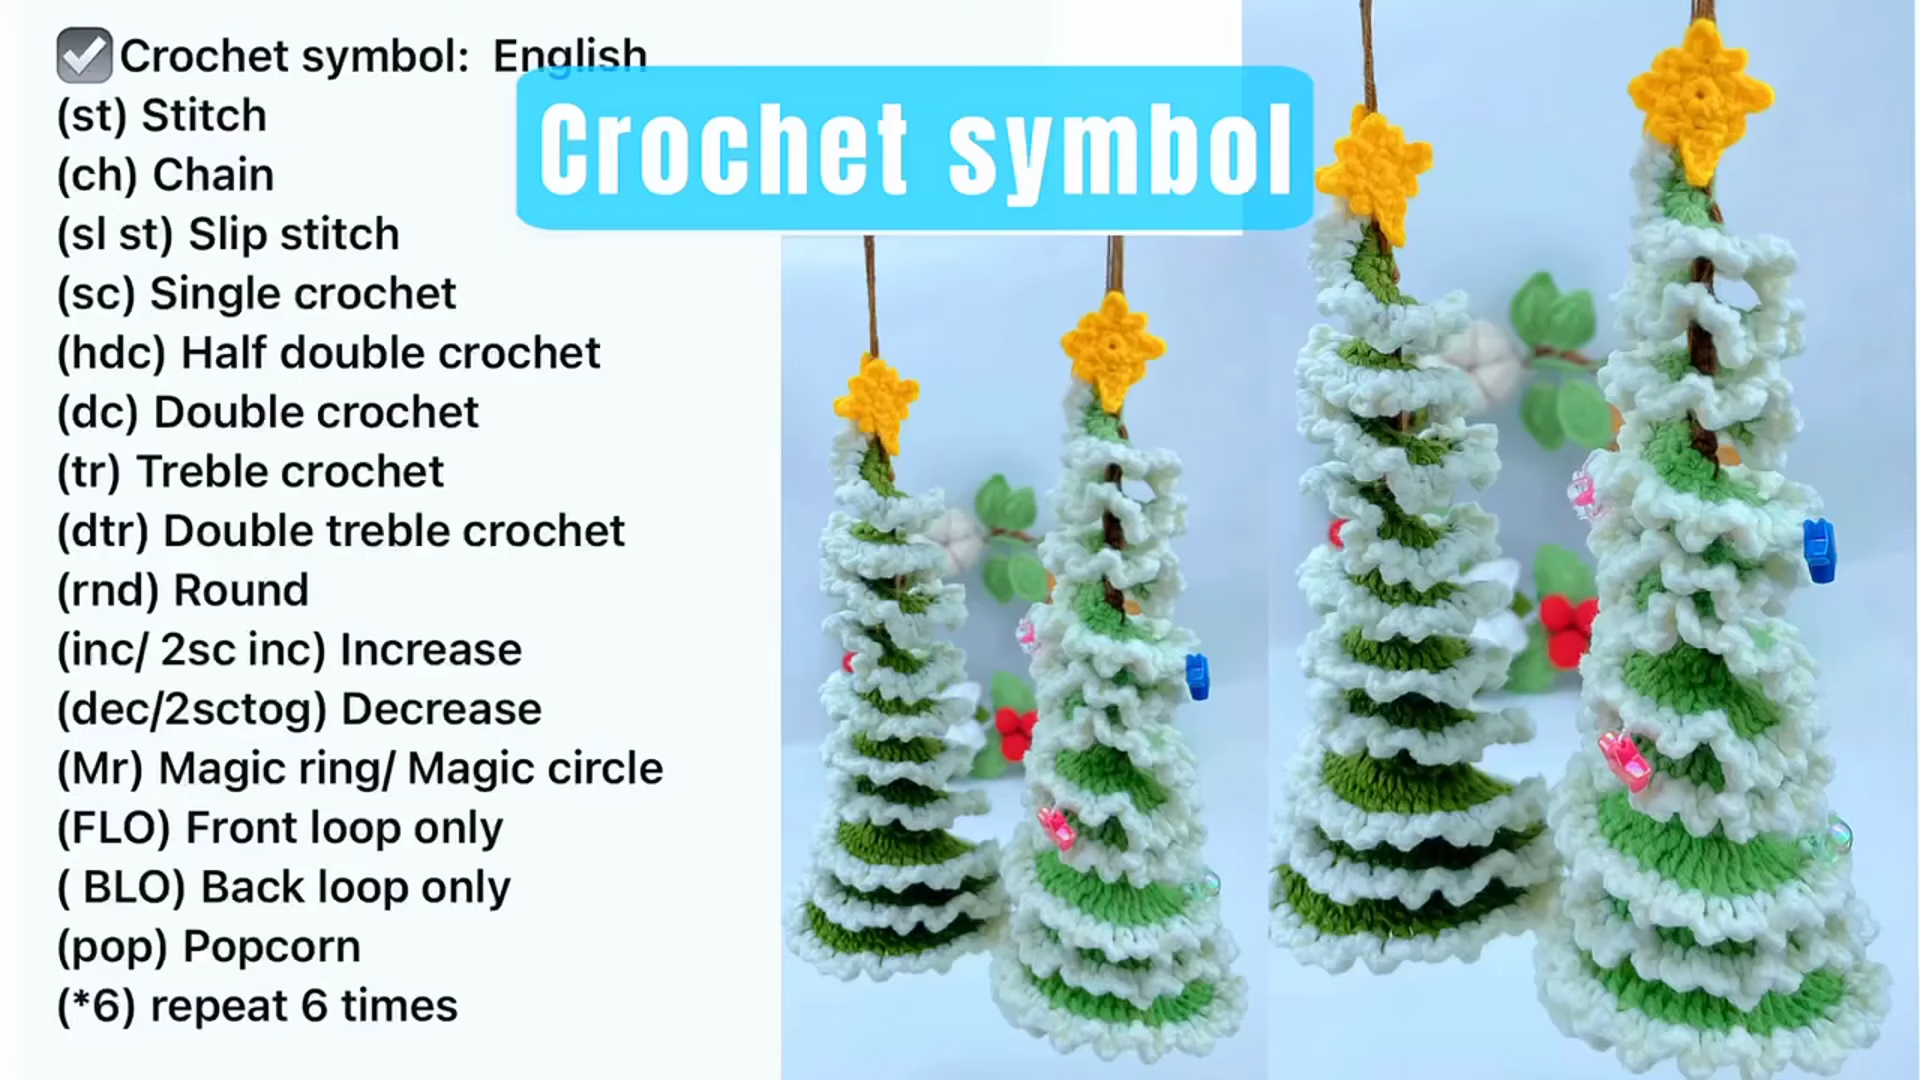 Crochet symbol: English
Crochet symbol
(st) Stitch
(ch) Chain
(sl st) Slip stitch
(sc) Single crochet
(hdc) Half double crochet
(dc) Double crochet
(tr) Treble crochet
(dtr) Double treble crochet
(rnd) Round
(inc/ 2sc inc) Increase
(dec/2sctog) Decrease
(Mr) Magic ring/ Magic circle
(FLO) Front loop only
( BLO) Back loop only
(pop) Popcorn
(*6) repeat 6 times